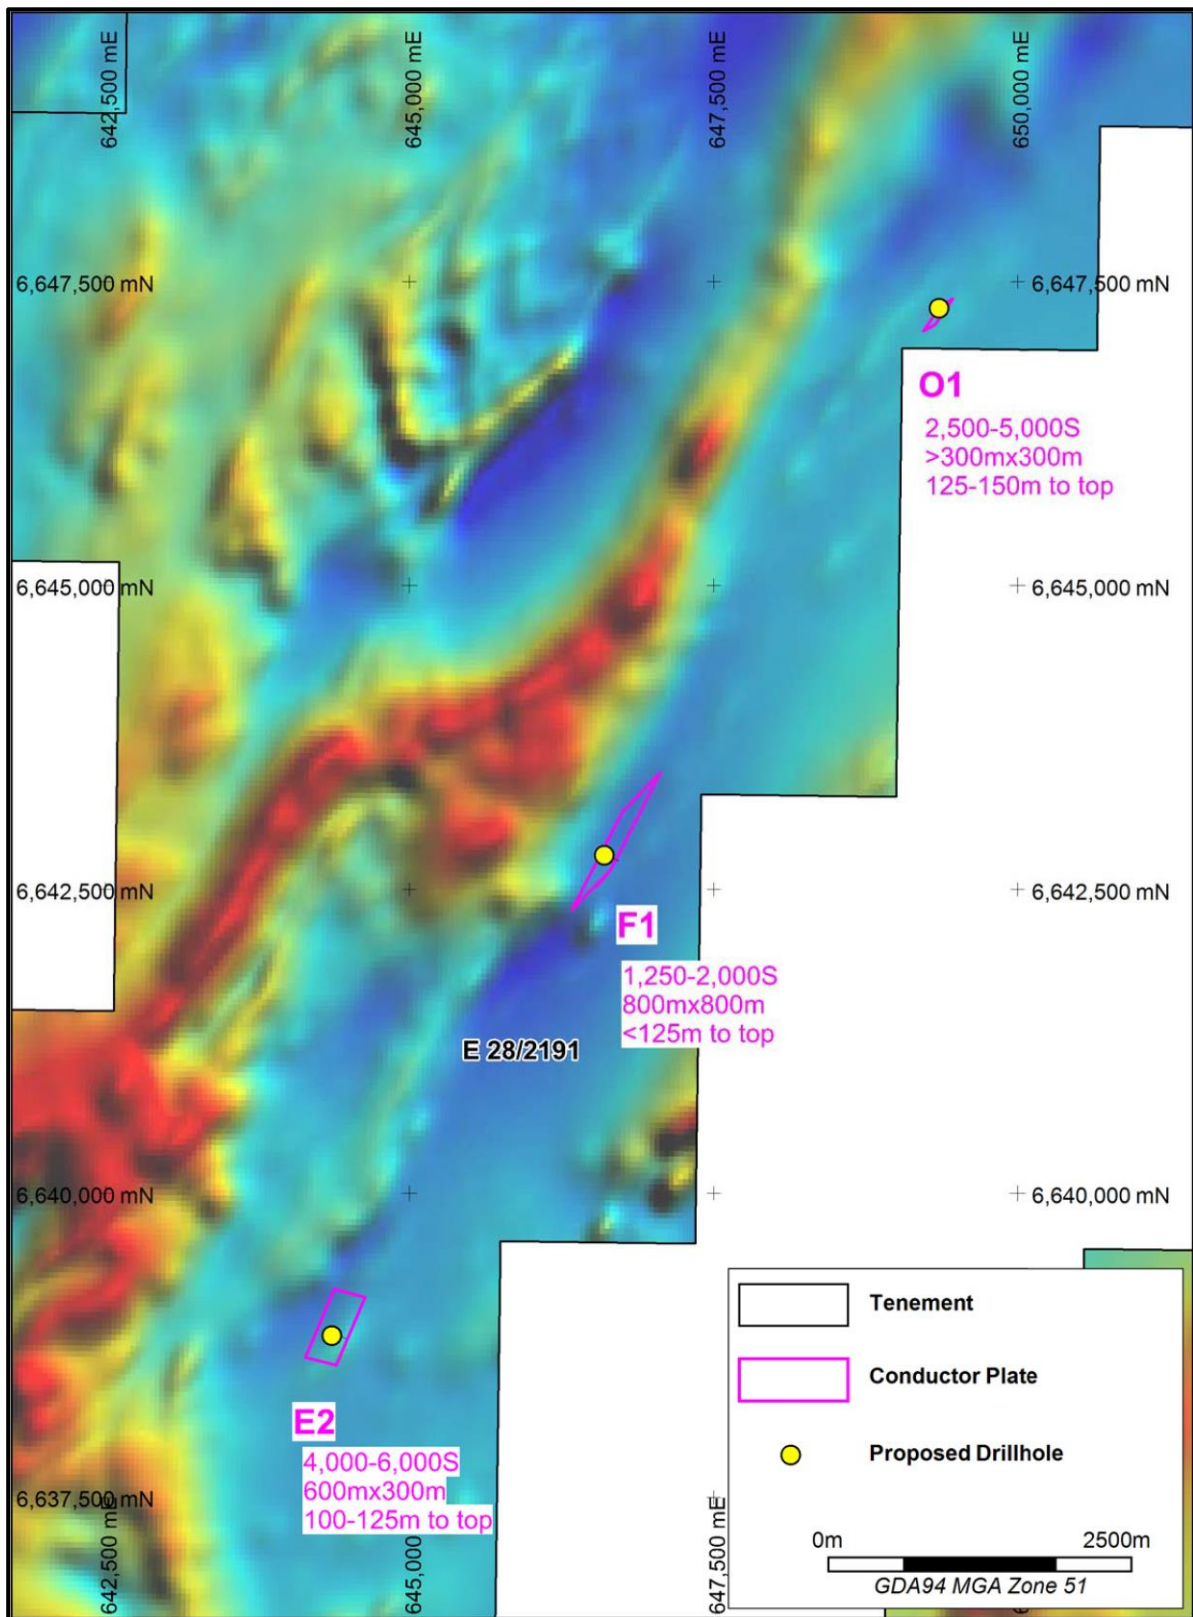 642,500 mE
645,000 mE
647,500 mE
650,000 mE
6,647,500 mN
6,647,500 mN
O1
2,500-5,000S
>300mx300m
125-150m to top
6,645,000 mN
6,645,000 mN
6,642,500 mN
6,642,500 mN
F1
1,250-2,000S
800mx800m
<125m to top
E 28/2191
6,640,000 mN
6,640,000 mN
E2
4,000-6,000S
600mx300m
100-125m to top
6,637,500 mN
642,500 mE
645,000 mE
647,500 mE
Tenement
Conductor Plate
Proposed Drillhole
0m 2500m
GDA94 MGA Zone 51